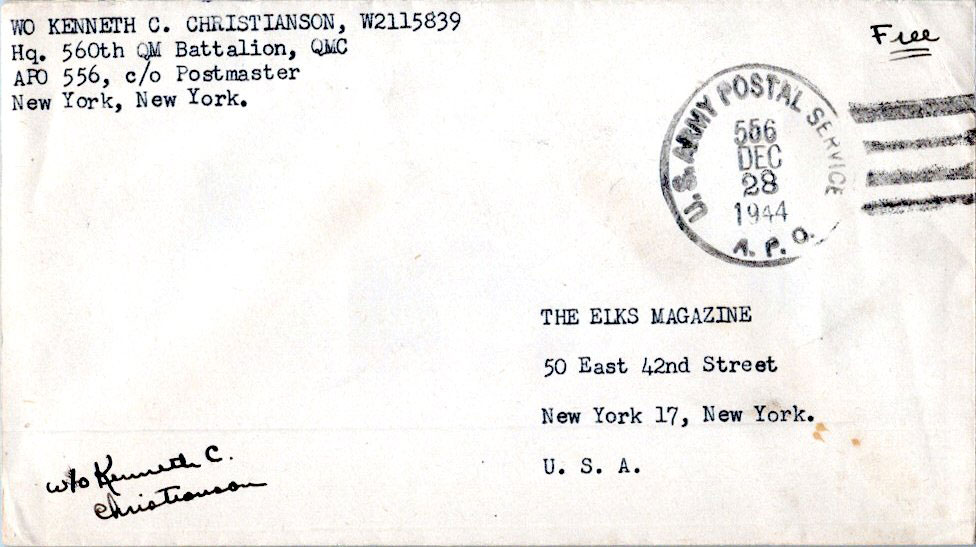 WO KENNETH C. CHRISTIANSON, W2115839
Hq. 560th QM Battalion, QMC
APO 556, c/o Postmaster
New York, New York.
Free
U.S. ARMY POSTAL SERVICE
556
DEC
28
1944
A. P. O.
THE ELKS MAGAZINE
50 East 42nd Street
New York 17, New York.
U. S. A.
w/o Kenneth C.
Christianson